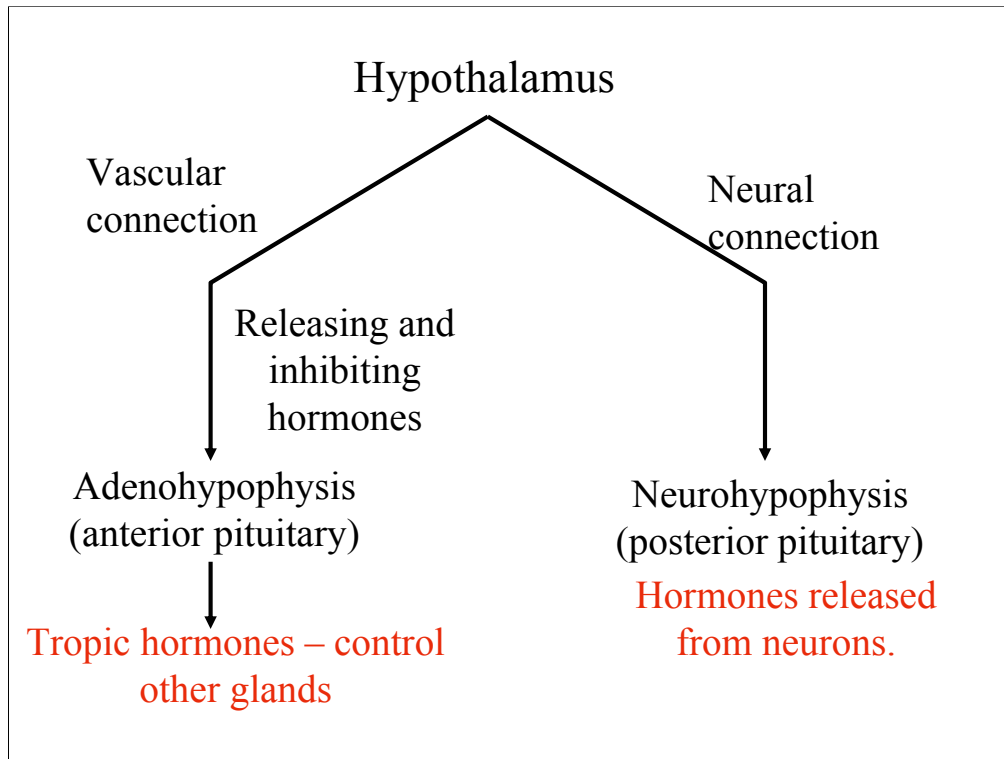 Hypothalamus
Vascular
connection
Neural
connection
Releasing and
inhibiting
hormones
Adenohypophysis
(anterior pituitary)
Neurohypophysis
(posterior pituitary)
Hormones released
from neurons.
Tropic hormones – control
other glands